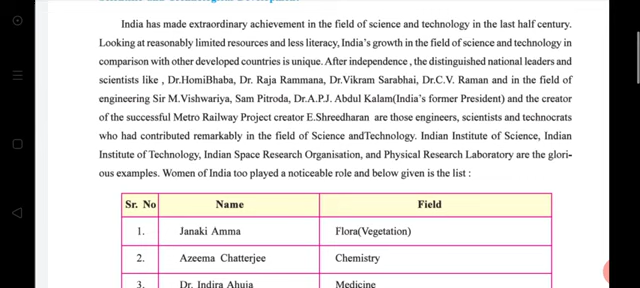 India has made extraordinary achievement in the field of science and technology in the last half century.
Looking at reasonably limited resources and less literacy, India's growth in the field of science and technology in
comparison with other developed countries is unique. After independence , the distinguished national leaders and
scientists like , Dr.HomiBhaba, Dr. Raja Rammana, Dr.Vikram Sarabhai, Dr.C.V. Raman and in the field of
engineering Sir M.Vishwariya, Sam Pitroda, Dr.A.P.J. Abdul Kalam(India's former President) and the creator
of the successful Metro Railway Project creator E.Shreedharan are those engineers, scientists and technocrats
who had contributed remarkably in the field of Science andTechnology. Indian Institute of Science, Indian
Institute of Technology, Indian Space Research Organisation, and Physical Research Laboratory are the glori-
ous examples. Women of India too played a noticeable role and below given is the list :
Sr. No Name Field
1. Janaki Amma Flora(Vegetation)
2. Azeema Chatterjee Chemistry
3. Dr. Indira Ahuja Medicine